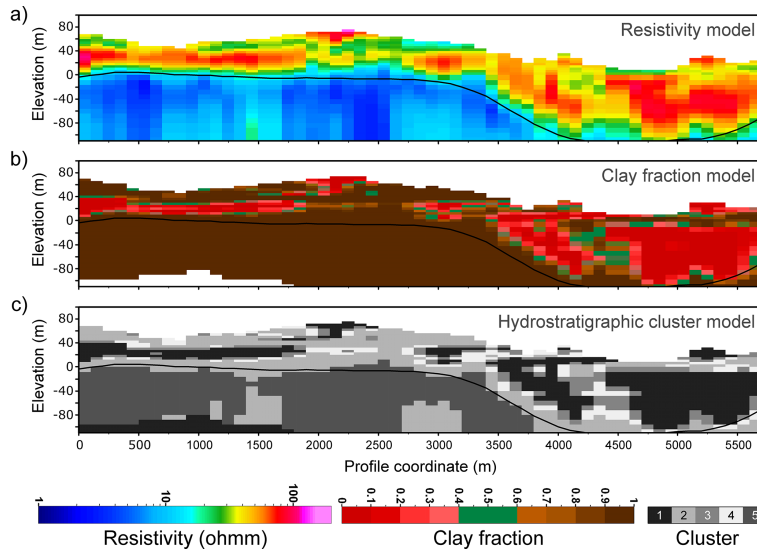 a)
Resistivity model
80
40
0
-40
-80
Elevation (m)
b)
Clay fraction model
80
40
0
-40
-80
Elevation (m)
c)
Hydrostratigraphic cluster model
80
40
0
-40
-80
Elevation (m)
0 500 1000 1500 2000 2500 3000 3500 4000 4500 5000 5500
Profile coordinate (m)
1 10 100
Resistivity (ohmm)
0 0.1 0.2 0.3 0.4 0.5 0.6 0.7 0.8 0.9 1
Clay fraction
1 2 3 4 5
Cluster